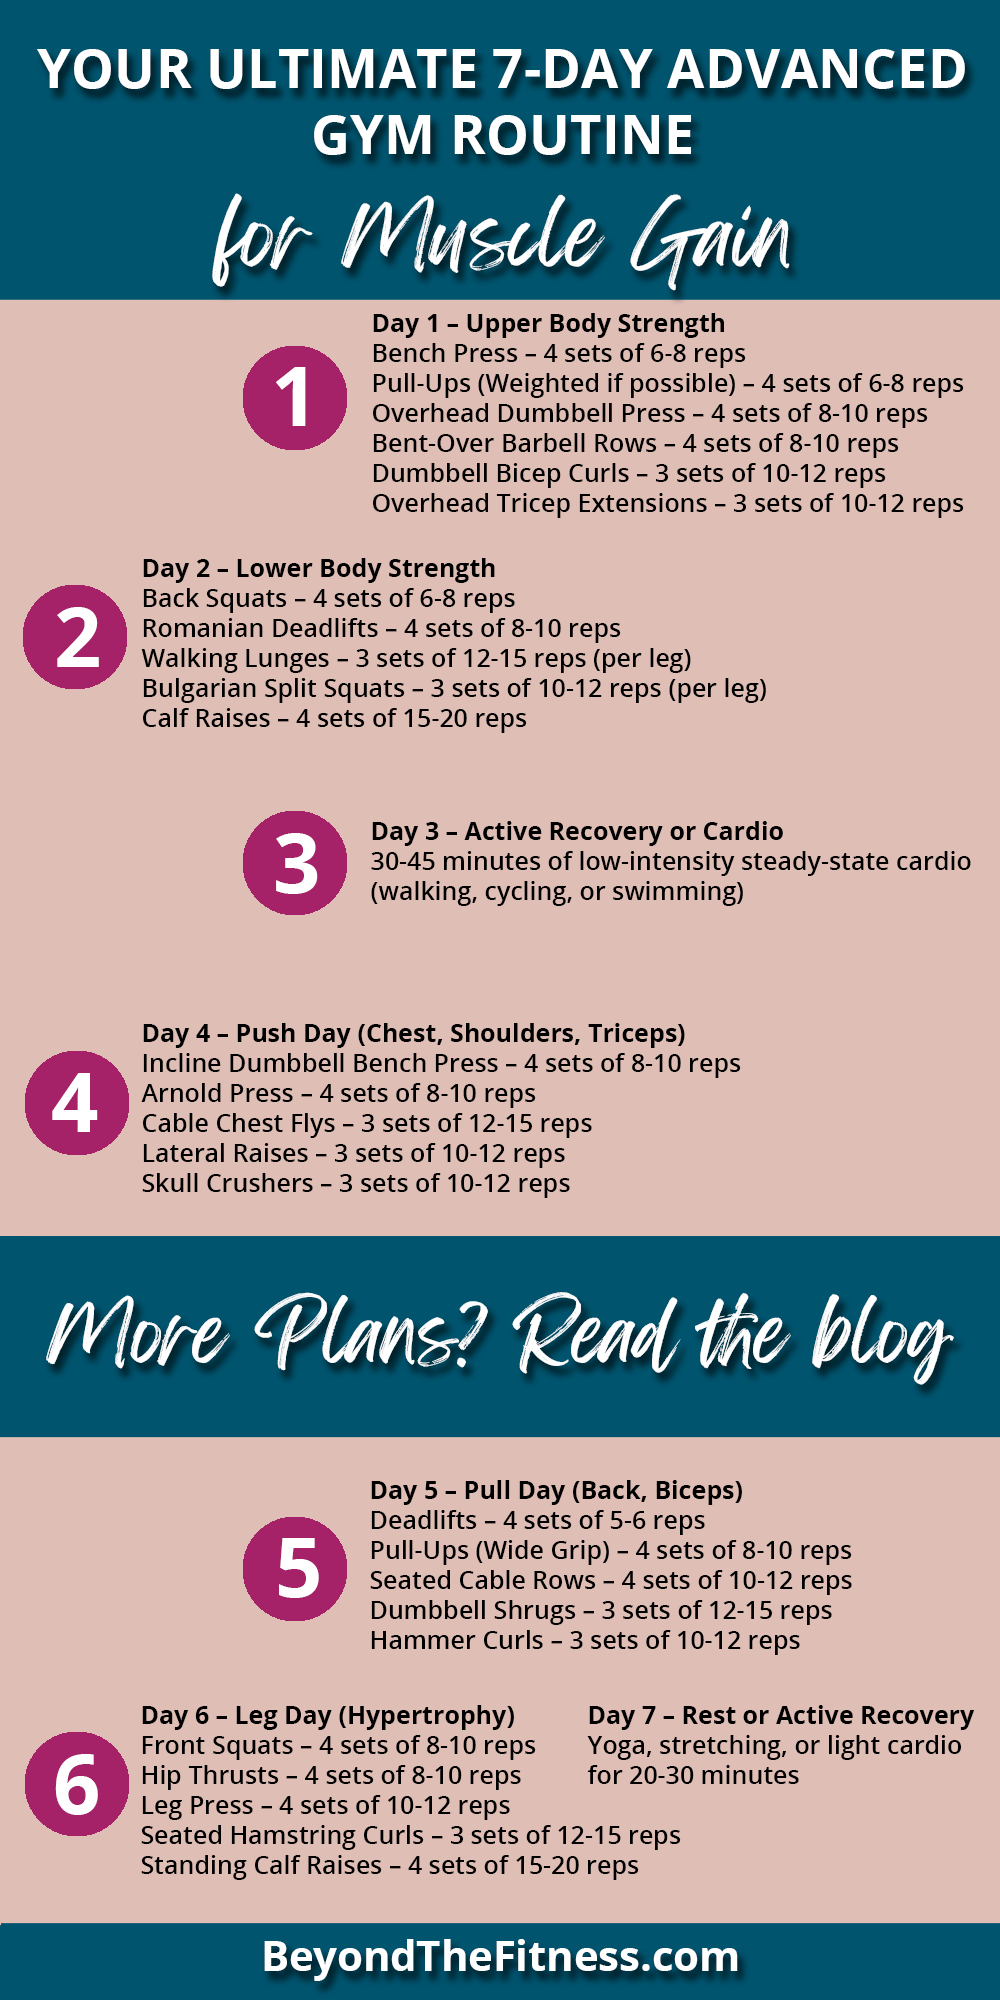 YOUR ULTIMATE 7-DAY ADVANCED
GYM ROUTINE
for Muscle Gain
1
Day 1 – Upper Body Strength
Bench Press – 4 sets of 6-8 reps
Pull-Ups (Weighted if possible) – 4 sets of 6-8 reps
Overhead Dumbbell Press – 4 sets of 8-10 reps
Bent-Over Barbell Rows – 4 sets of 8-10 reps
Dumbbell Bicep Curls – 3 sets of 10-12 reps
Overhead Tricep Extensions – 3 sets of 10-12 reps
2
Day 2 – Lower Body Strength
Back Squats – 4 sets of 6-8 reps
Romanian Deadlifts – 4 sets of 8-10 reps
Walking Lunges – 3 sets of 12-15 reps (per leg)
Bulgarian Split Squats – 3 sets of 10-12 reps (per leg)
Calf Raises – 4 sets of 15-20 reps
3
Day 3 – Active Recovery or Cardio
30-45 minutes of low-intensity steady-state cardio
(walking, cycling, or swimming)
4
Day 4 – Push Day (Chest, Shoulders, Triceps)
Incline Dumbbell Bench Press – 4 sets of 8-10 reps
Arnold Press – 4 sets of 8-10 reps
Cable Chest Flys – 3 sets of 12-15 reps
Lateral Raises – 3 sets of 10-12 reps
Skull Crushers – 3 sets of 10-12 reps
More Plans? Read the blog
5
Day 5 – Pull Day (Back, Biceps)
Deadlifts – 4 sets of 5-6 reps
Pull-Ups (Wide Grip) – 4 sets of 8-10 reps
Seated Cable Rows – 4 sets of 10-12 reps
Dumbbell Shrugs – 3 sets of 12-15 reps
Hammer Curls – 3 sets of 10-12 reps
6
Day 6 – Leg Day (Hypertrophy)
Front Squats – 4 sets of 8-10 reps
Hip Thrusts – 4 sets of 8-10 reps
Leg Press – 4 sets of 10-12 reps
Seated Hamstring Curls – 3 sets of 12-15 reps
Standing Calf Raises – 4 sets of 15-20 reps
Day 7 – Rest or Active Recovery
Yoga, stretching, or light cardio
for 20-30 minutes
BeyondTheFitness.com